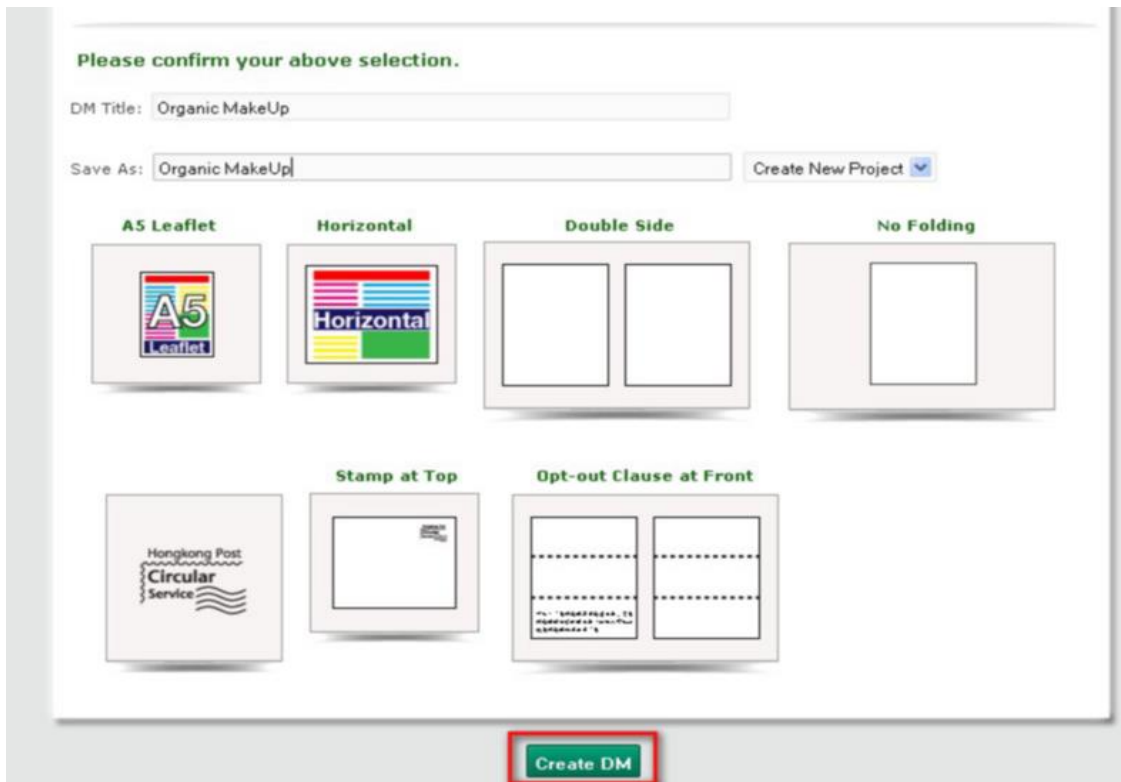 Please confirm your above selection.
DM Title: Organic MakeUp
Save As: Organic MakeUp Create New Project
A5 Leaflet Horizontal Double Side No Folding
A5
Leaflet
Horizontal
Stamp at Top Opt-out Clause at Front
Hongkong Post
Circular
Service
Create DM